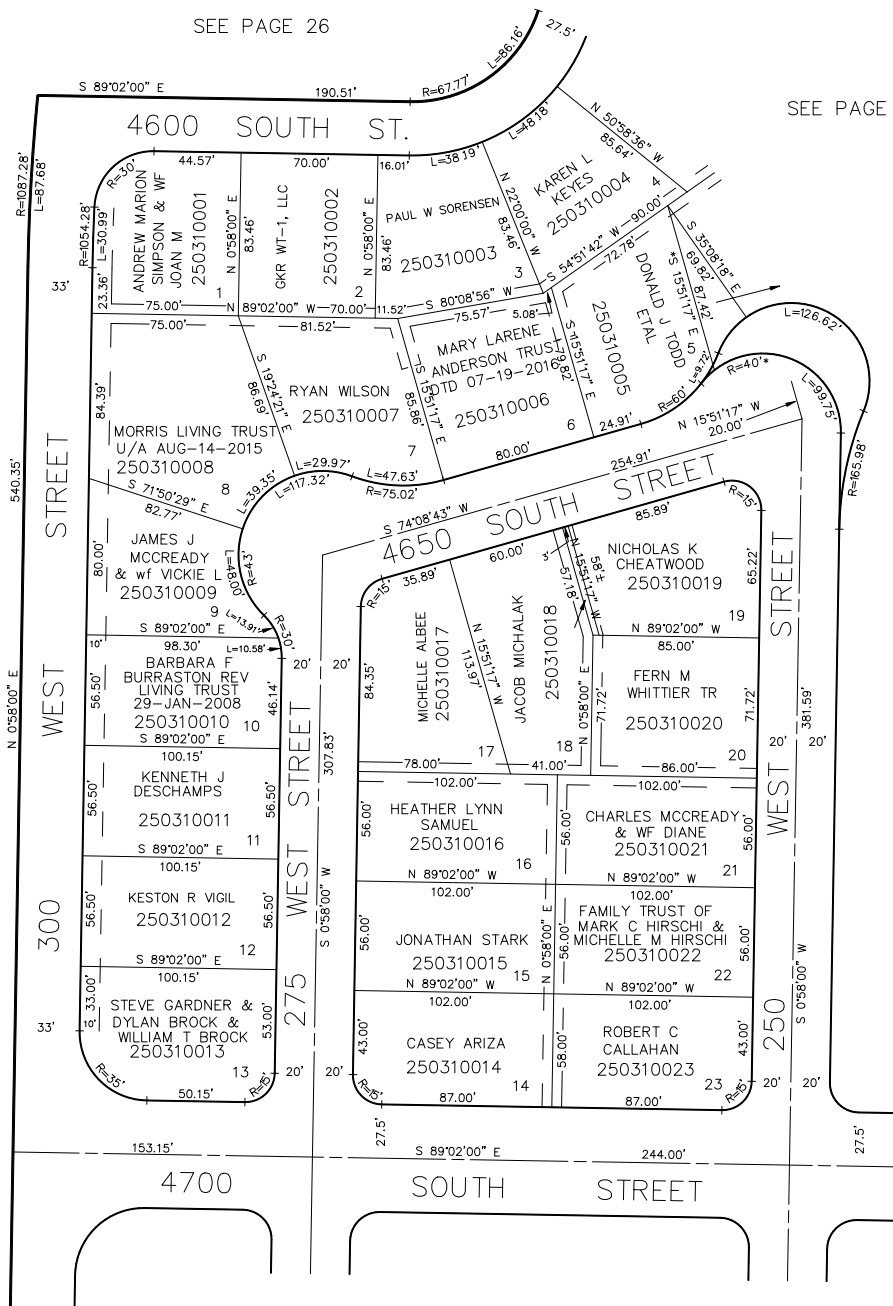 SEE PAGE 26
27.5'
L=86.16'
S 89°02'00" E
190.51'
R=67.77'
SEE PAGE
4600 SOUTH ST.
L=48.18'
N 50°58'36" W
85.64'
R=1087.28'
L=87.68'
R=30'
44.57'
70.00'
16.01'
L=38.19'
R=1054.28'
L=30.99'
23.36'
33'
ANDREW MARION
SIMPSON & WF
JOAN M
250310001
1
N 0°58'00" E
83.46'
GKR WT-1, LLC
250310002
2
N 0°58'00" E
83.46'
PAUL W SORENSEN
250310003
3
N 22°00'00" W
83.46'
KAREN L
KEYES
250310004
4
S 54°51'42" W
90.00'
72.78'
75.00'
N 89°02'00" W
70.00'
11.52'
S 80°08'56" W
75.57'
5.08'
S 35°08'18" E
69.82'
*S 15°51'17" E
87.42'
DONALD J TODD
ETAL
250310005
5
L=126.62'
75.00'
81.52'
84.39'
S 19°24'21" E
86.69'
RYAN WILSON
250310007
7
S 15°51'17" E
85.86'
MARY LARENE
ANDERSON TRUST
DTD 07-19-2016
250310006
6
S 15°51'17" E
79.82'
24.91'
R=60'
L=9.72'
R=40'*
L=99.75'
N 15°51'17" W
20.00'
R=165.98'
MORRIS LIVING TRUST
U/A AUG-14-2015
250310008
8
L=29.97'
L=47.63'
R=75.02'
80.00'
254.91'
L=39.35'
L=117.32'
S 71°50'29" E
82.77'
S 74°08'43" W
4650 SOUTH STREET
540.35'
JAMES J
MCCREADY
& wf VICKIE L
250310009
9
80.00'
L=48.00'
R=43'
L=13.91'
R=30'
S 89°02'00" E
98.30'
L=10.58'
10'
R=15'
35.89'
60.00'
3'
85.89'
R=15'
57.18'
N 15°51'17" W
58'±
NICHOLAS K
CHEATWOOD
250310019
19
65.22'
N 89°02'00" W
85.00'
MICHELLE ALBEE
250310017
17
N 15°51'17" W
113.97'
JACOB MICHALAK
250310018
18
84.35'
N 0°58'00" E
71.72'
FERN M
WHITTIER TR
250310020
20
71.72'
BARBARA F
BURRASTON REV
LIVING TRUST
29-JAN-2008
250310010
10
56.50'
46.14'
20'
20'
S 89°02'00" E
100.15'
N 0°58'00" E
300 WEST STREET
275 WEST STREET
250 WEST STREET
307.83'
S 0°58'00" W
381.59'
S 0°58'00" W
20'
20'
78.00'
41.00'
86.00'
102.00'
102.00'
KENNETH J
DESCHAMPS
250310011
11
56.50'
56.50'
S 89°02'00" E
100.15'
HEATHER LYNN
SAMUEL
250310016
16
56.00'
56.00'
CHARLES MCCREADY
& WF DIANE
250310021
21
56.00'
N 89°02'00" W
102.00'
N 89°02'00" W
102.00'
KESTON R VIGIL
250310012
12
56.50'
56.50'
S 89°02'00" E
100.15'
JONATHAN STARK
250310015
15
56.00'
N 0°58'00" E
56.00'
FAMILY TRUST OF
MARK C HIRSCHI &
MICHELLE M HIRSCHI
250310022
22
56.00'
N 89°02'00" W
102.00'
N 89°02'00" W
102.00'
33'
33.00'
10'
STEVE GARDNER &
DYLAN BROCK &
WILLIAM T BROCK
250310013
13
53.00'
R=35'
50.15'
R=15'
20'
20'
CASEY ARIZA
250310014
14
43.00'
R=15'
87.00'
58.00'
ROBERT C
CALLAHAN
250310023
23
43.00'
87.00'
R=15'
20'
20'
27.5'
27.5'
153.15'
S 89°02'00" E
244.00'
4700 SOUTH STREET